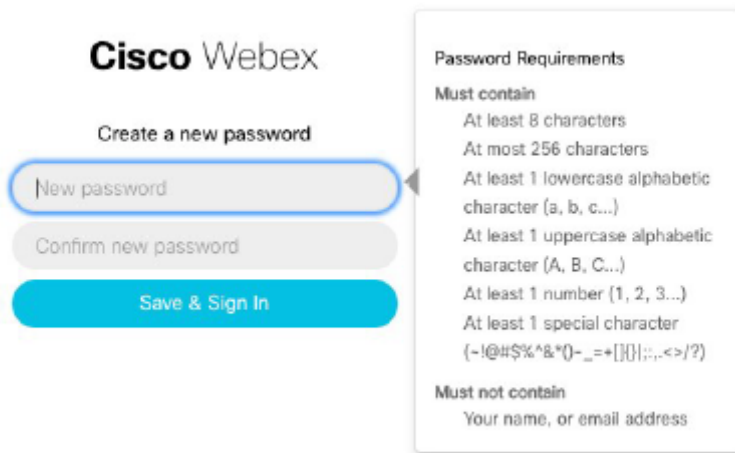 Cisco Webex
Create a new password
New password
Confirm new password
Save & Sign In
Password Requirements
Must contain
At least 8 characters
At most 256 characters
At least 1 lowercase alphabetic
character (a, b, c...)
At least 1 uppercase alphabetic
character (A, B, C...)
At least 1 number (1, 2, 3...)
At least 1 special character
(~!@#$%^&*()-_=+[]{}|;:,.<>/?)
Must not contain
Your name, or email address